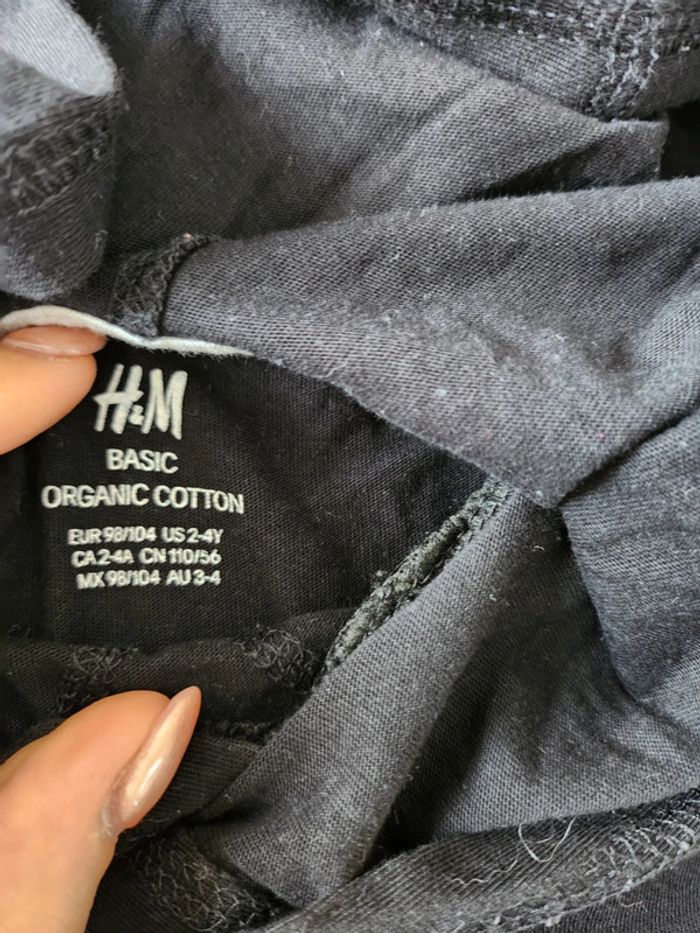 H&M
BASIC
ORGANIC COTTON
EUR 98/104 US 2-4Y
CA 2-4A CN 110/56
MX 98/104 AU 3-4